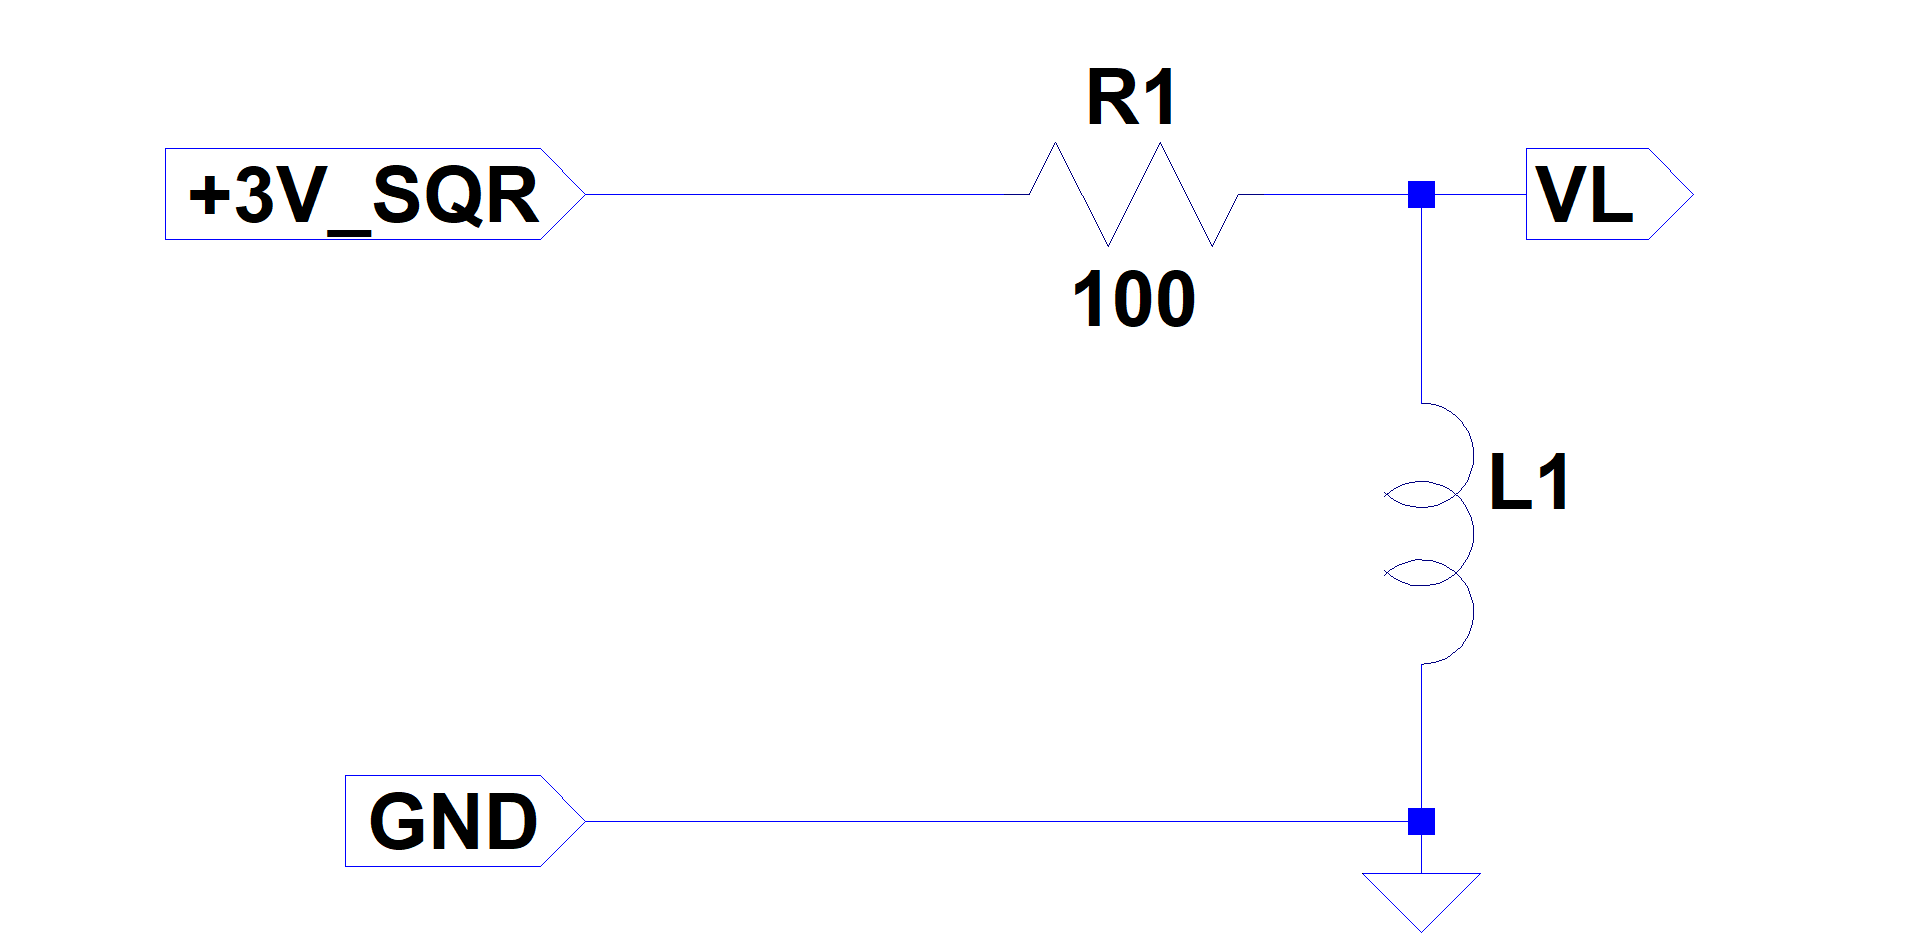 R1
+3V_SQR
VL
100
L1
GND